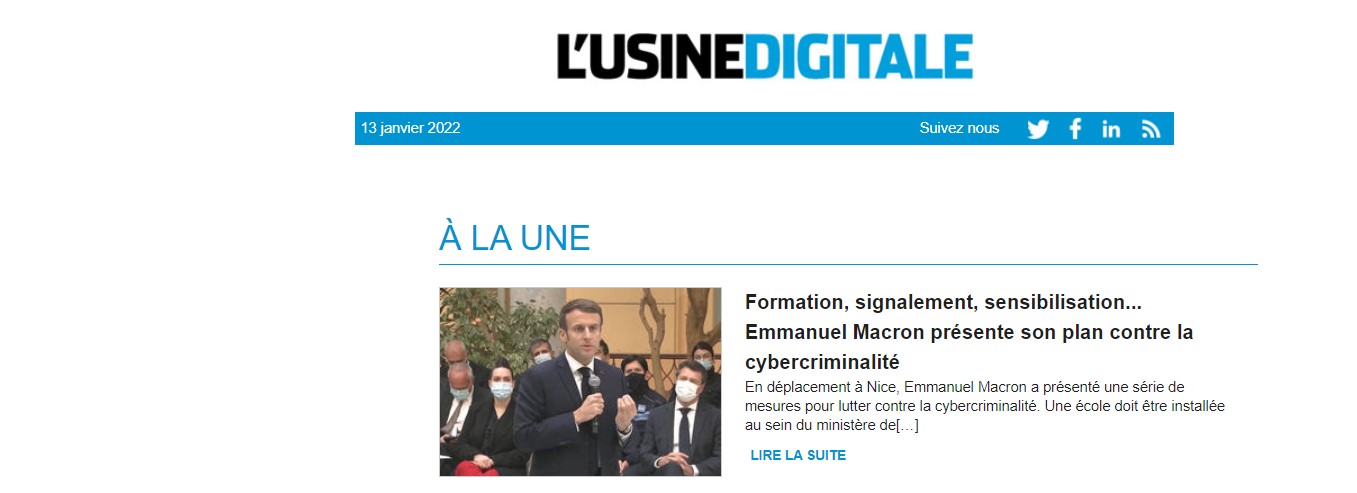 L'USINEDIGITALE
13 janvier 2022 Suivez nous
À LA UNE
Formation, signalement, sensibilisation...
Emmanuel Macron présente son plan contre la
cybercriminalité
En déplacement à Nice, Emmanuel Macron a présenté une série de
mesures pour lutter contre la cybercriminalité. Une école doit être installée
au sein du ministère de[…]
LIRE LA SUITE